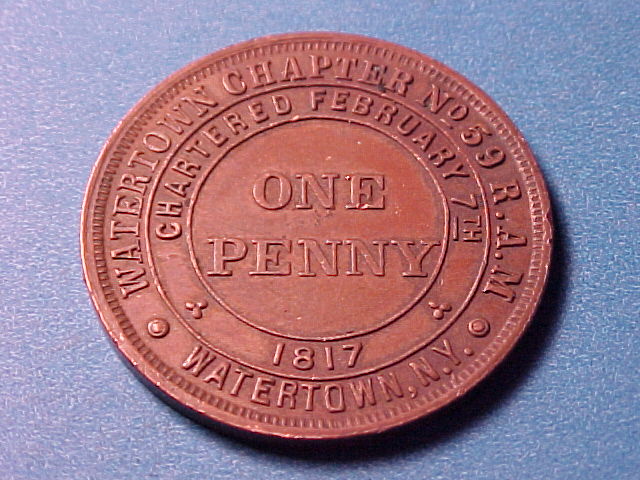 WATERTOWN CHAPTER No 59 R.A.M
CHARTERED FEBRUARY 7TH
ONE
PENNY
1817
WATERTOWN, N.Y.